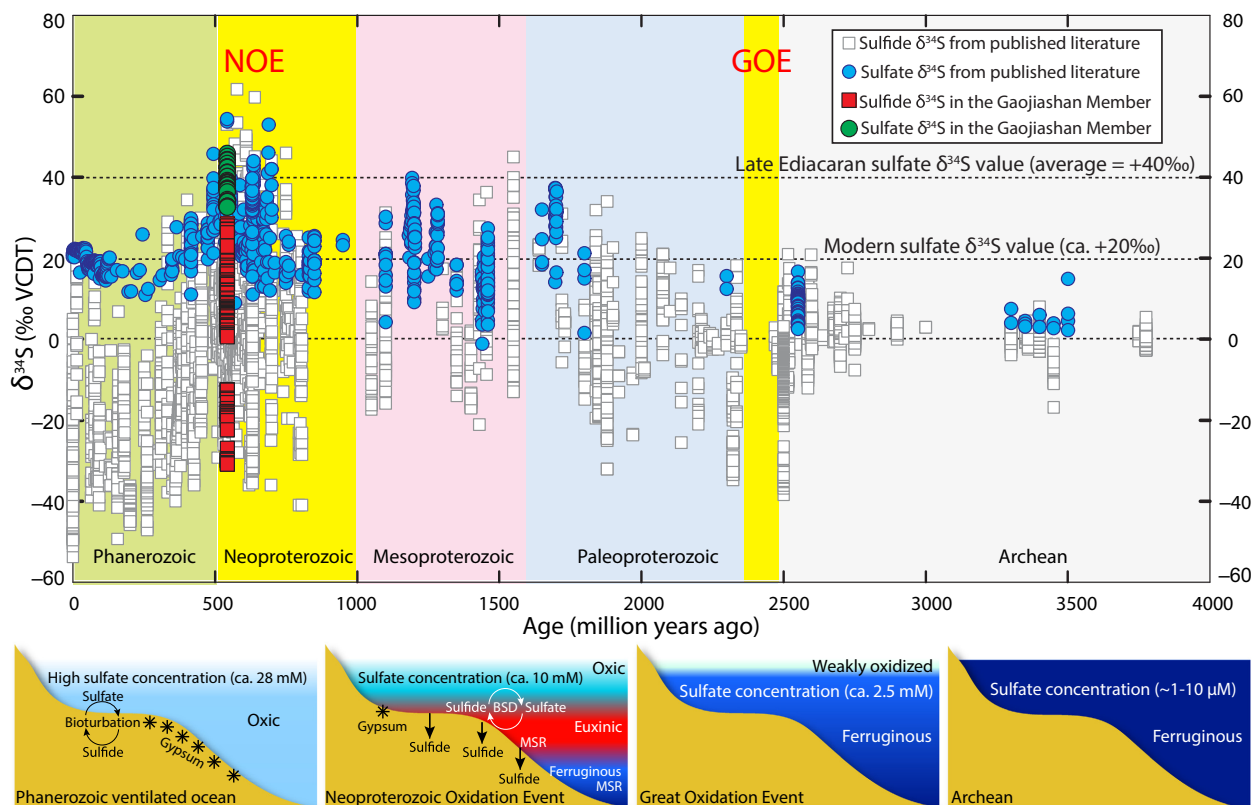 80
60
40
20
0
−20
−40
−60
δ³⁴S (‰ VCDT)
NOE
GOE
Sulfide δ³⁴S from published literature
Sulfate δ³⁴S from published literature
Sulfide δ³⁴S in the Gaojiashan Member
Sulfate δ³⁴S in the Gaojiashan Member
Late Ediacaran sulfate δ³⁴S value (average = +40‰)
Modern sulfate δ³⁴S value (ca. +20‰)
80
60
40
20
0
−20
−40
−60
Phanerozoic
Neoproterozoic
Mesoproterozoic
Paleoproterozoic
Archean
0
500
1000
1500
2000
2500
3000
3500
4000
Age (million years ago)
High sulfate concentration (ca. 28 mM)
Sulfate
Bioturbation
Sulfide
Gypsum
Oxic
Phanerozoic ventilated ocean
Oxic
Sulfate concentration (ca. 10 mM)
Gypsum
Sulfide
BSD
Sulfate
Euxinic
Sulfide
Sulfide
MSR
Sulfide
Ferruginous
MSR
Neoproterozoic Oxidation Event
Weakly oxidized
Sulfate concentration (ca. 2.5 mM)
Ferruginous
Great Oxidation Event
Sulfate concentration (~1-10 μM)
Ferruginous
Archean